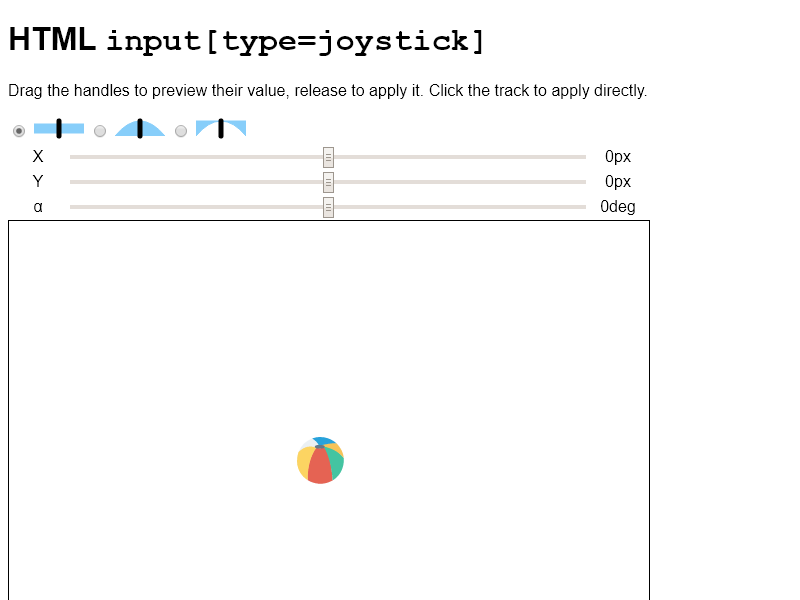 HTML input[type=joystick]
Drag the handles to preview their value, release to apply it. Click the track to apply directly.
X 0px
Y 0px
α 0deg